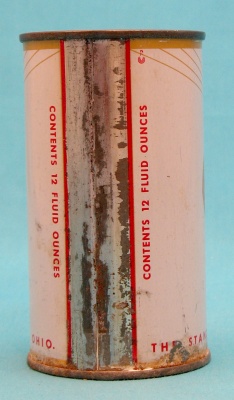 CONTENTS 12 FLUID OUNCES
CONTENTS 12 FLUID OUNCES
OHIO.
THE STAN